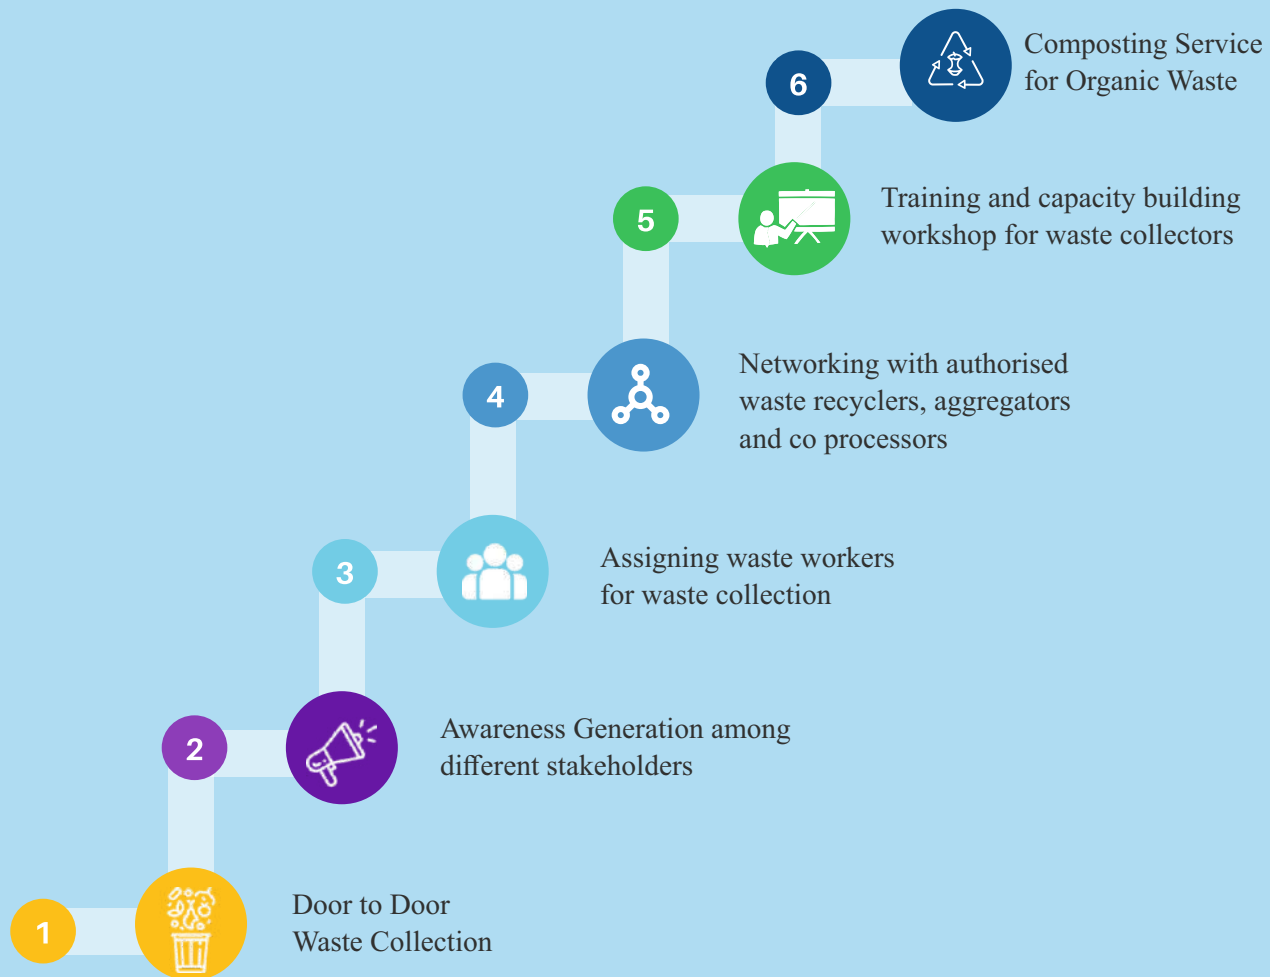 6
Composting Service
for Organic Waste
5
Training and capacity building
workshop for waste collectors
4
Networking with authorised
waste recyclers, aggregators
and co processors
3
Assigning waste workers
for waste collection
2
Awareness Generation among
different stakeholders
1
Door to Door
Waste Collection